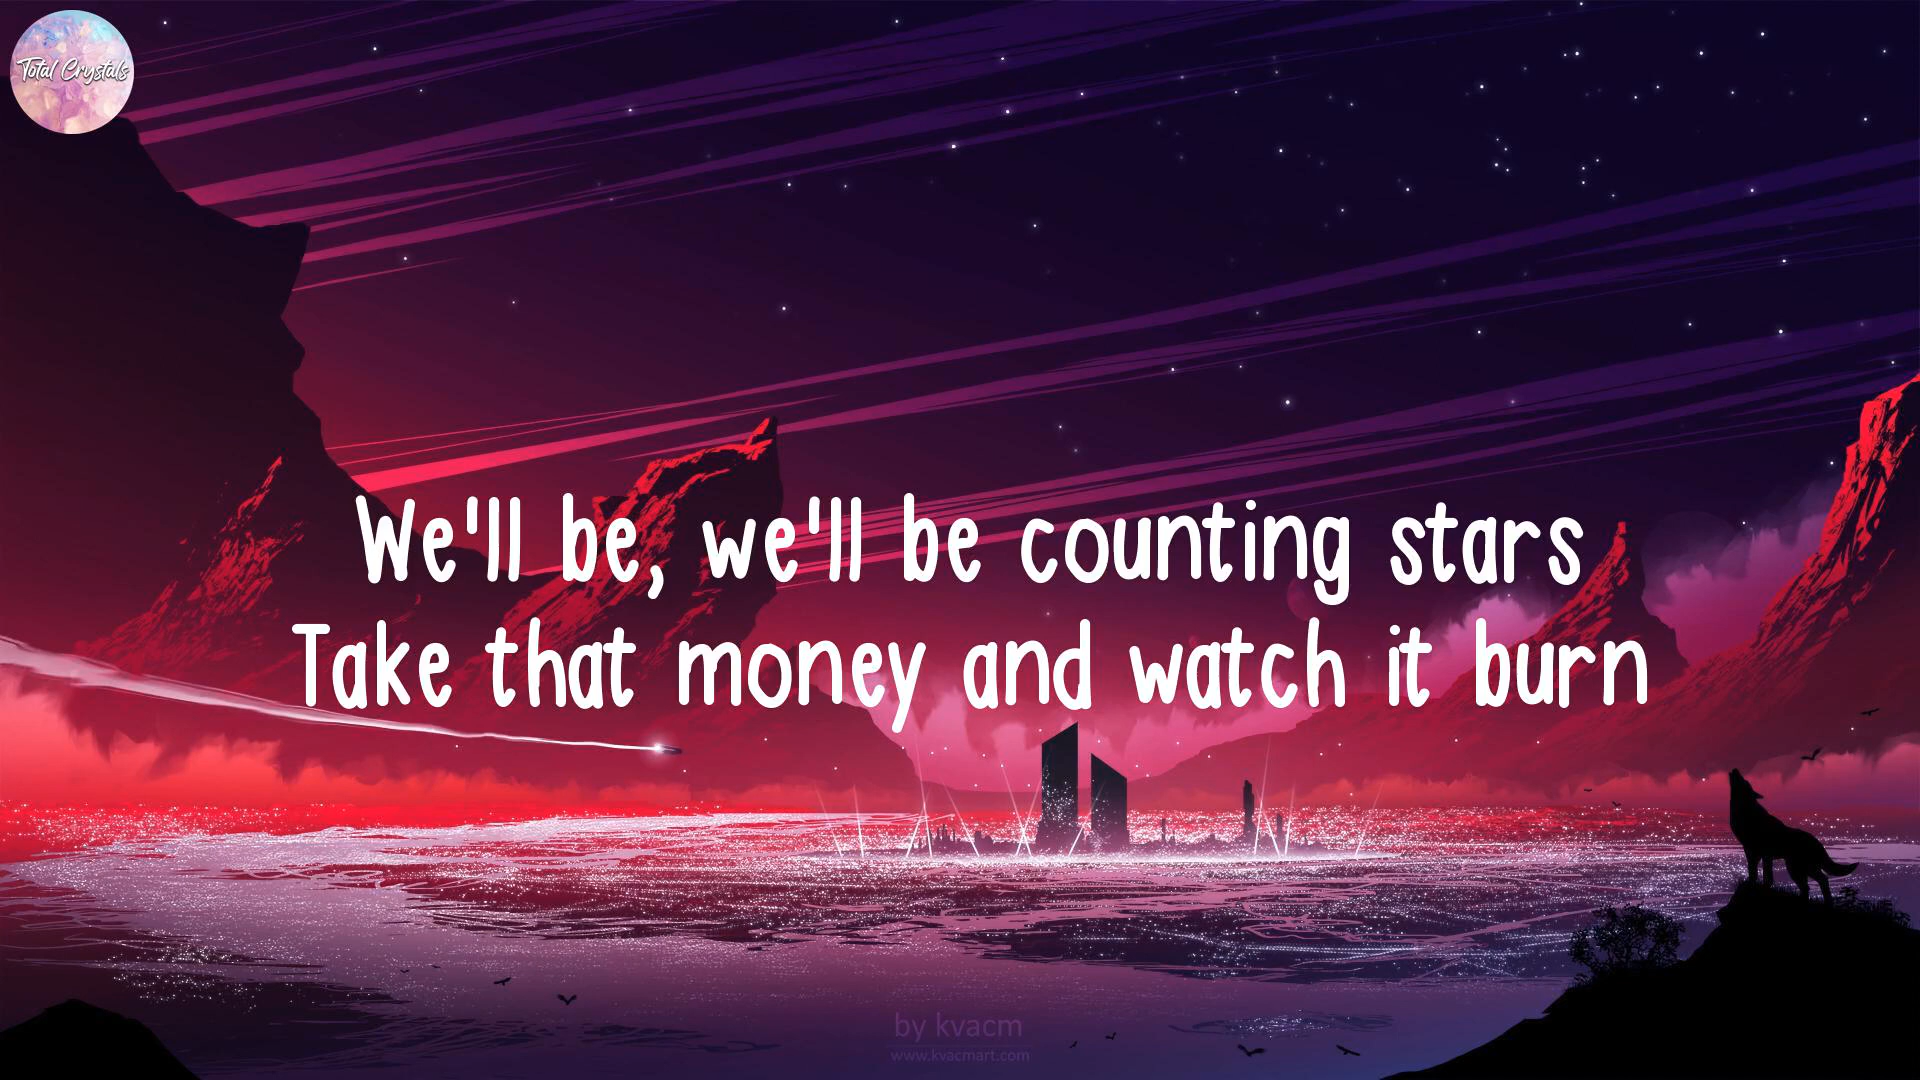 Total Crystals
We'll be, we'll be counting stars
Take that money and watch it burn
by kvacm
www.kvacmart.com